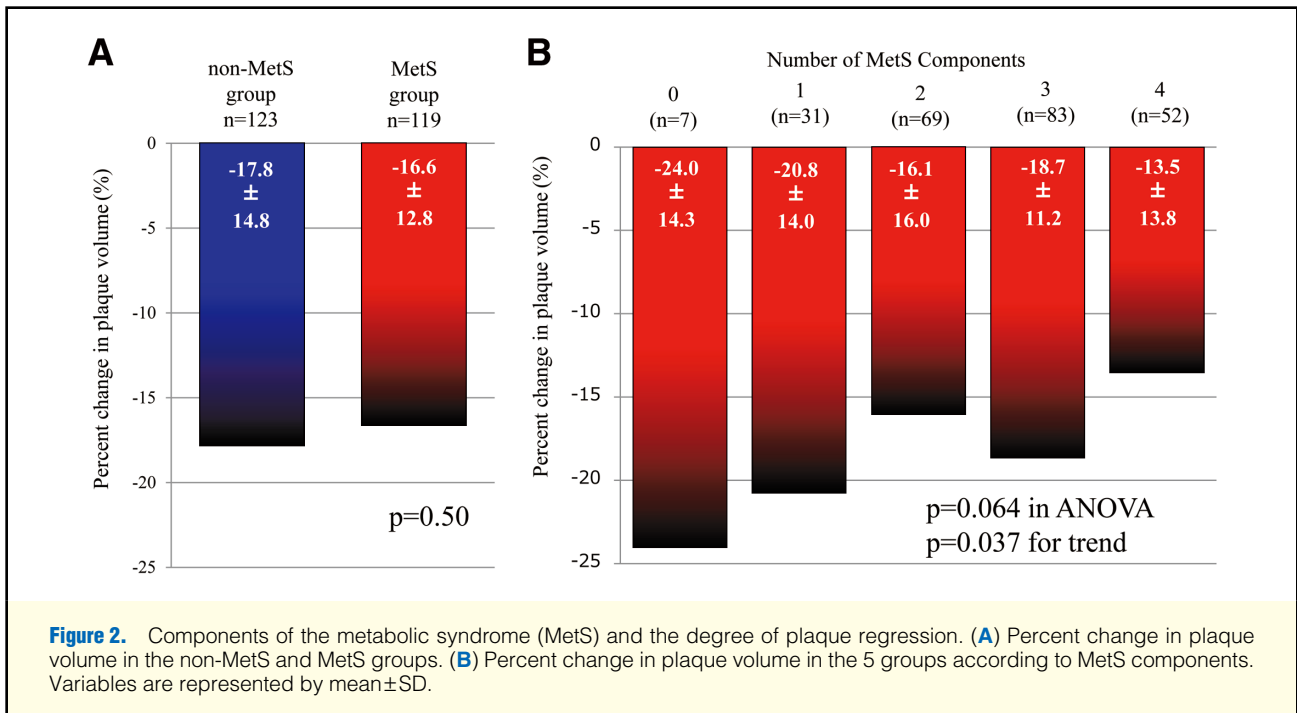 A
non-MetS
group
n=123
MetS
group
n=119
Percent change in plaque volume (%)
0
-5
-10
-15
-20
-25
-17.8
±
14.8
-16.6
±
12.8
p=0.50
B
Number of MetS Components
0
(n=7)
1
(n=31)
2
(n=69)
3
(n=83)
4
(n=52)
Percent change in plaque volume (%)
0
-5
-10
-15
-20
-25
-24.0
±
14.3
-20.8
±
14.0
-16.1
±
16.0
-18.7
±
11.2
-13.5
±
13.8
p=0.064 in ANOVA
p=0.037 for trend
Figure 2. Components of the metabolic syndrome (MetS) and the degree of plaque regression. (A) Percent change in plaque
volume in the non-MetS and MetS groups. (B) Percent change in plaque volume in the 5 groups according to MetS components.
Variables are represented by mean±SD.